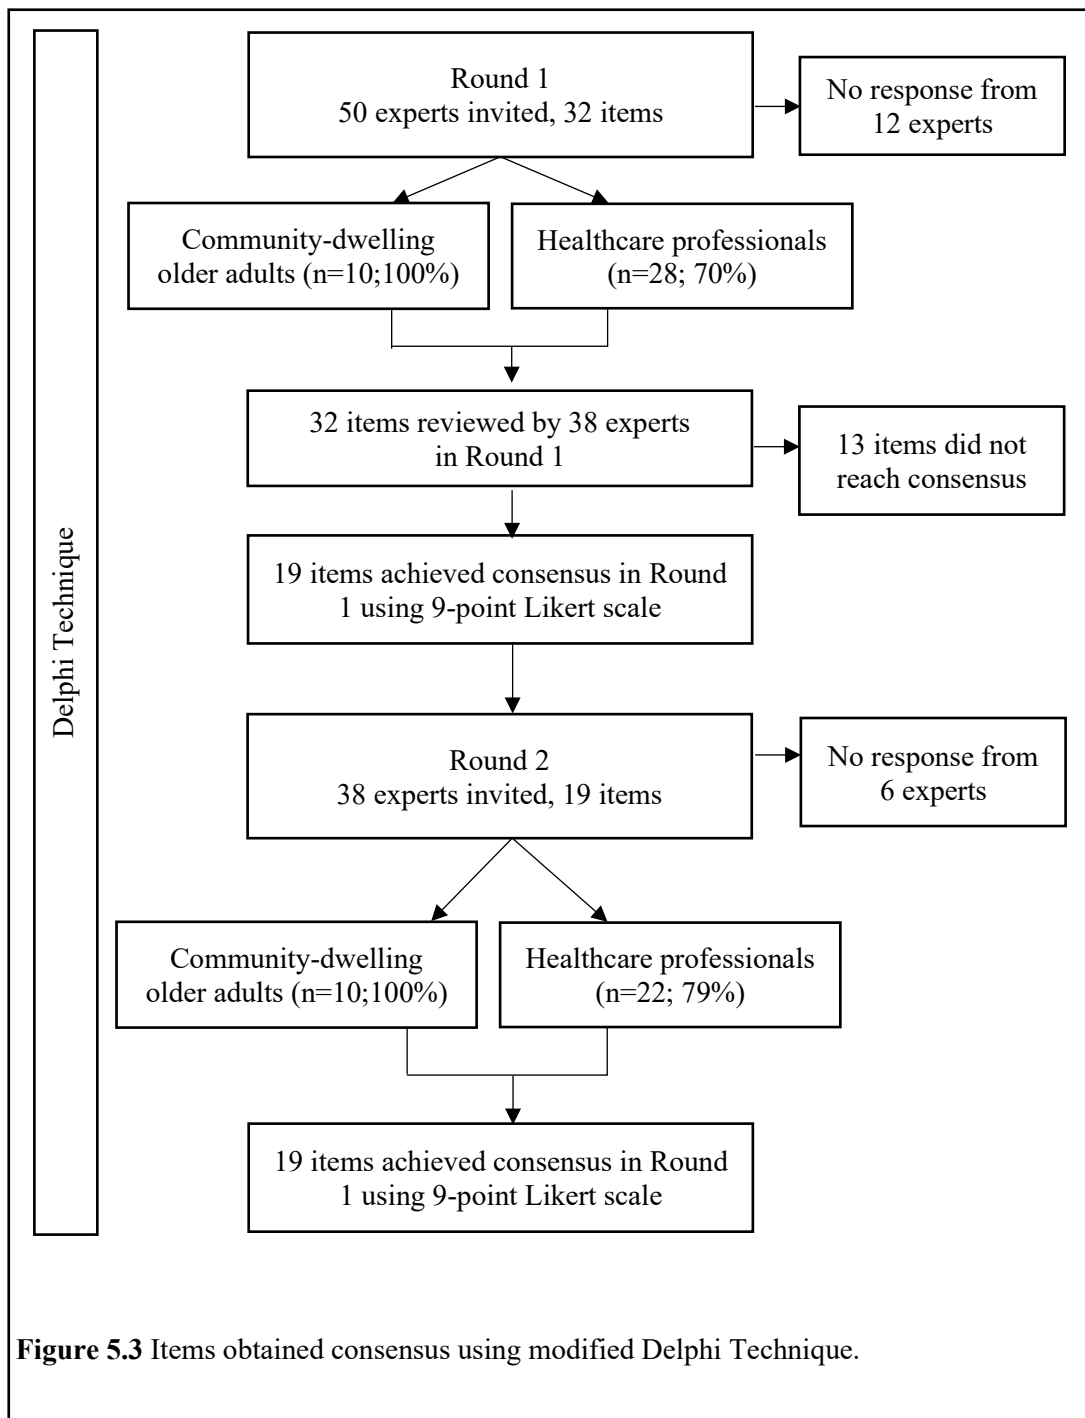 Delphi Technique
Round 1
50 experts invited, 32 items
No response from
12 experts
Community-dwelling
older adults (n=10;100%)
Healthcare professionals
(n=28; 70%)
32 items reviewed by 38 experts
in Round 1
13 items did not
reach consensus
19 items achieved consensus in Round
1 using 9-point Likert scale
Round 2
38 experts invited, 19 items
No response from
6 experts
Community-dwelling
older adults (n=10;100%)
Healthcare professionals
(n=22; 79%)
19 items achieved consensus in Round
1 using 9-point Likert scale
Figure 5.3 Items obtained consensus using modified Delphi Technique.